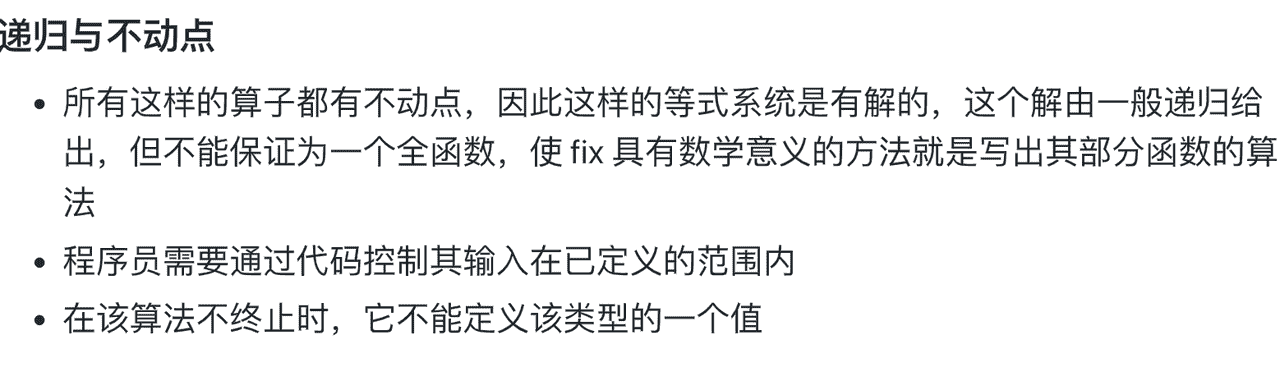 递归与不动点
• 所有这样的算子都有不动点，因此这样的等式系统是有解的，这个解由一般递归给
出，但不能保证为一个全函数，使 fix 具有数学意义的方法就是写出其部分函数的算
法
• 程序员需要通过代码控制其输入在已定义的范围内
• 在该算法不终止时，它不能定义该类型的一个值